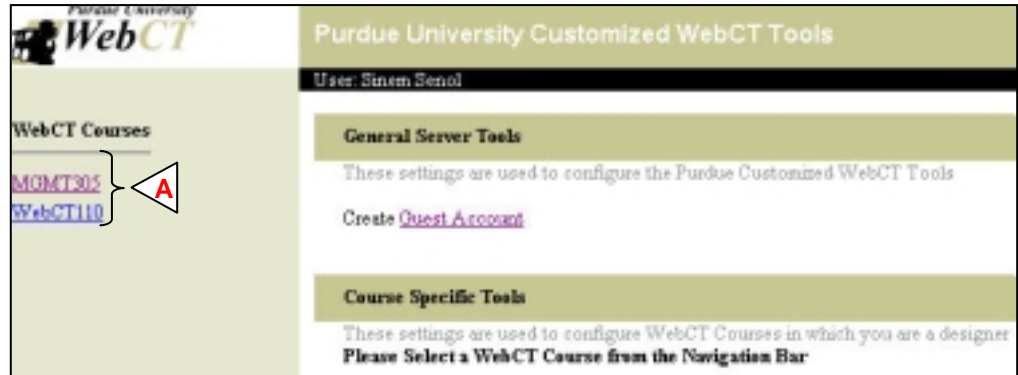 Purdue University
WebCT
WebCT Courses
MGMT305
WebCT110
A
Purdue University Customized WebCT Tools
User: Sinem Senol
General Server Tools
These settings are used to configure the Purdue Customized WebCT Tools
Create Guest Account
Course Specific Tools
These settings are used to configure WebCT Courses in which you are a designer
Please Select a WebCT Course from the Navigation Bar